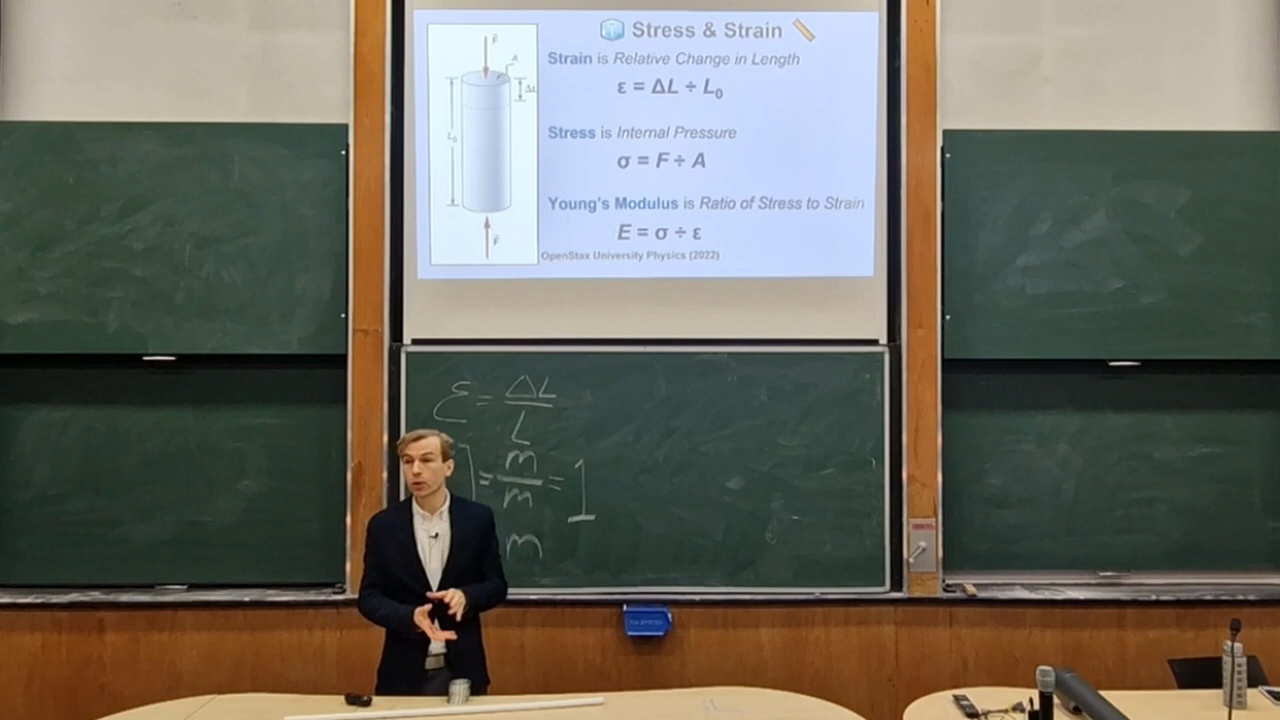 Stress & Strain
Strain is Relative Change in Length
ε = ΔL ÷ L₀
Stress is Internal Pressure
σ = F ÷ A
Young's Modulus is Ratio of Stress to Strain
E = σ ÷ ε
OpenStax University Physics (2022)
F
A
ΔL
L₀
F
ε = ΔL
L
] = m = 1
m
m